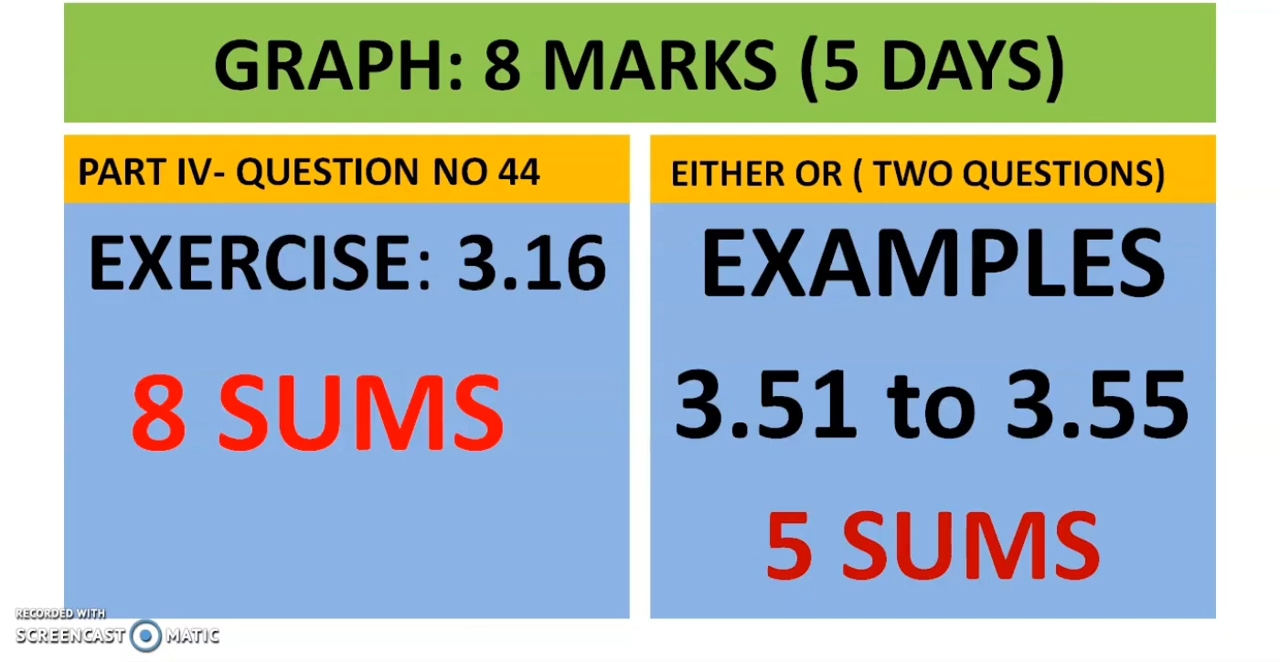 GRAPH: 8 MARKS (5 DAYS)
PART IV- QUESTION NO 44
EXERCISE: 3.16
8 SUMS
EITHER OR ( TWO QUESTIONS)
EXAMPLES
3.51 to 3.55
5 SUMS
RECORDED WITH
SCREENCAST MATIC